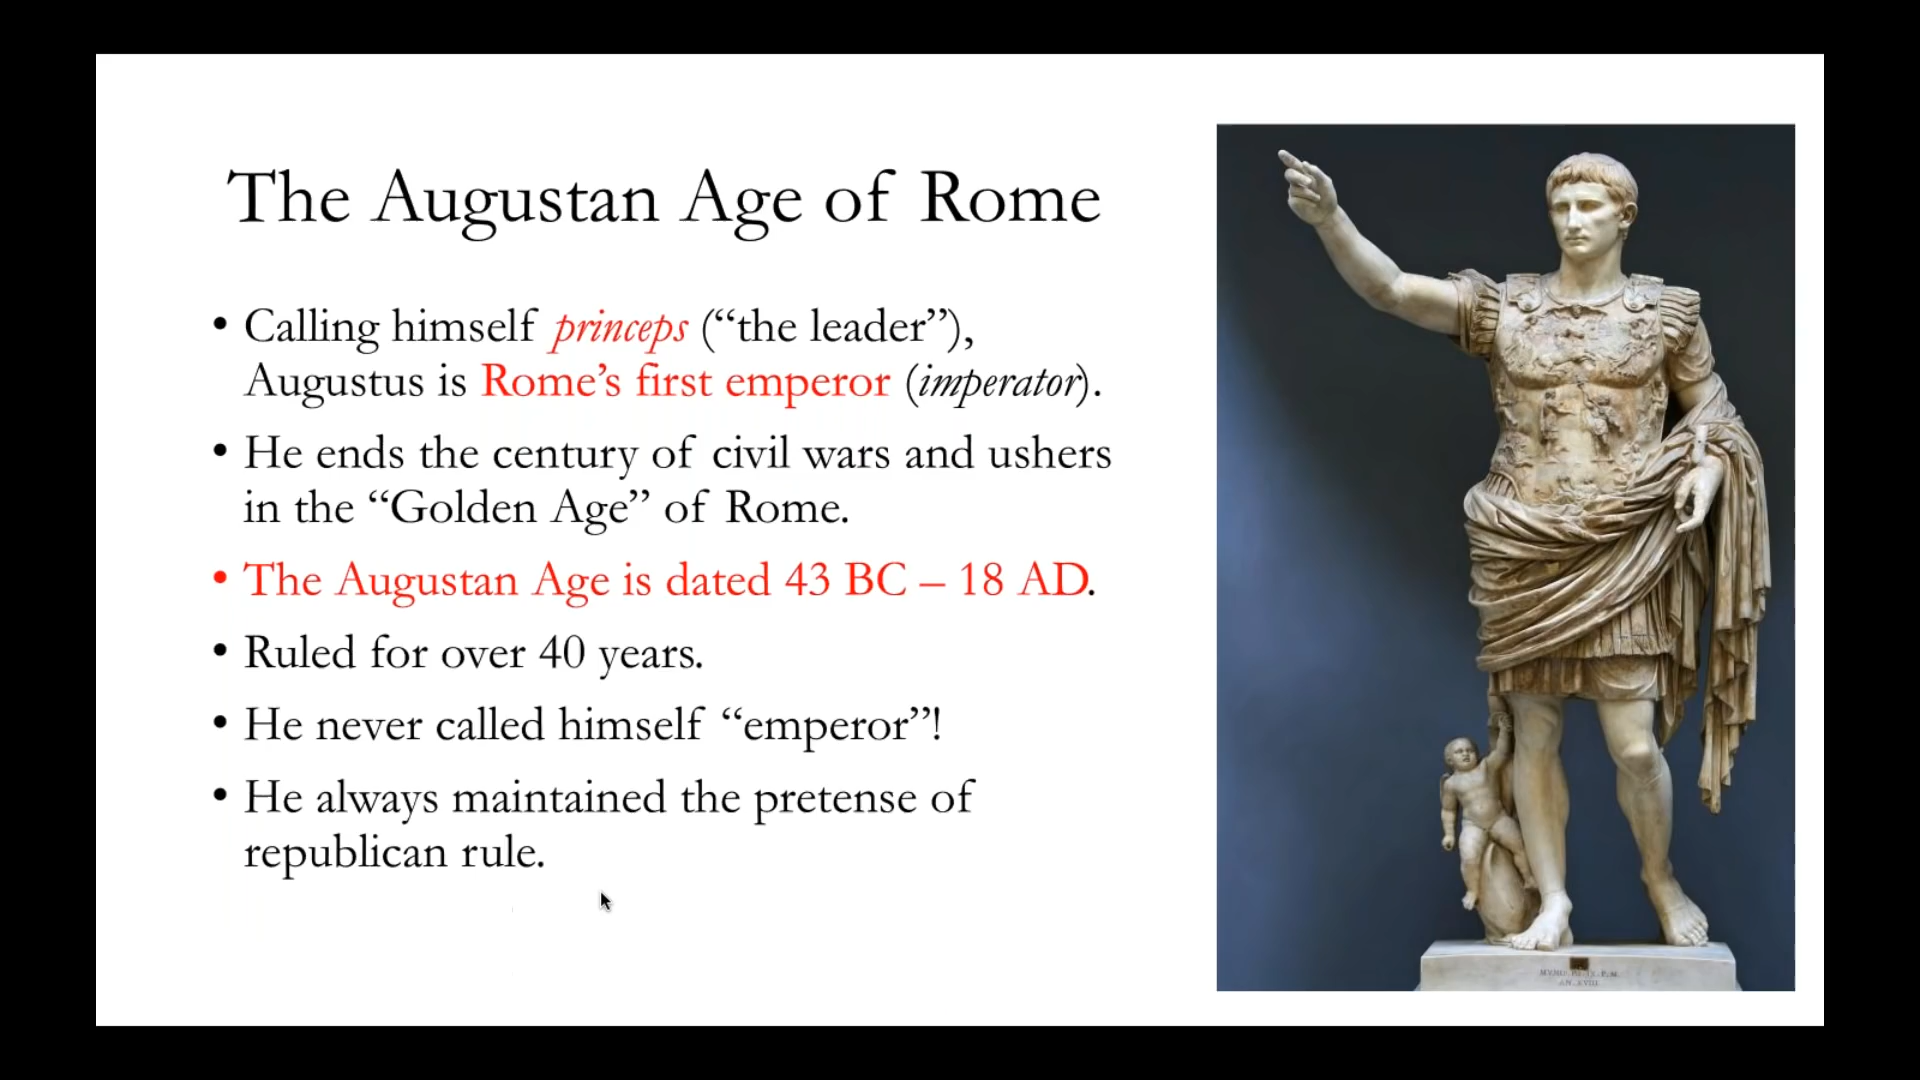 The Augustan Age of Rome
• Calling himself princeps (“the leader”),
Augustus is Rome’s first emperor (imperator).
• He ends the century of civil wars and ushers
in the “Golden Age” of Rome.
• The Augustan Age is dated 43 BC – 18 AD.
• Ruled for over 40 years.
• He never called himself “emperor”!
• He always maintained the pretense of
republican rule.
AN · XVIII